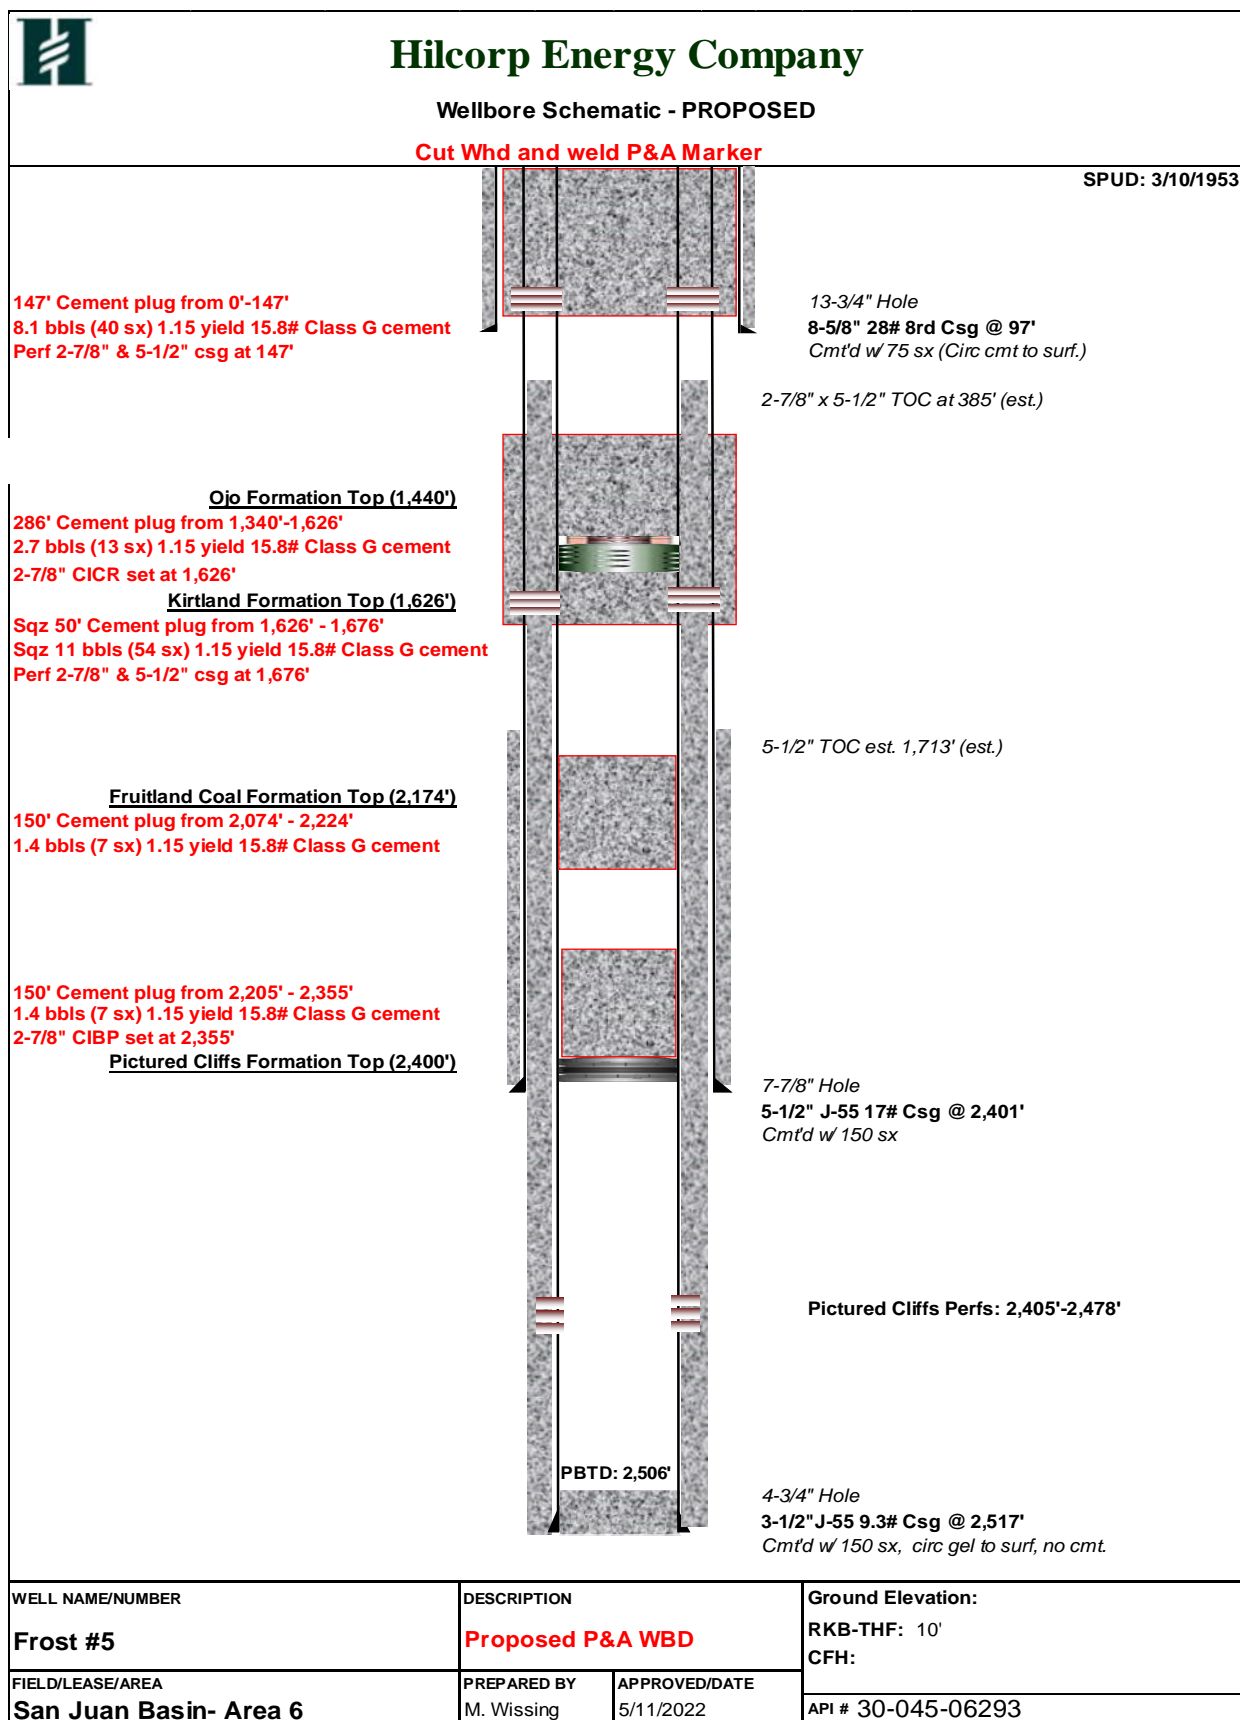 Hilcorp Energy Company
Wellbore Schematic - PROPOSED
Cut Whd and weld P&A Marker
SPUD: 3/10/1953
147' Cement plug from 0'-147'
8.1 bbls (40 sx) 1.15 yield 15.8# Class G cement
Perf 2-7/8" & 5-1/2" csg at 147'
13-3/4" Hole
8-5/8" 28# 8rd Csg @ 97'
Cmt'd w/ 75 sx (Circ cmt to surf.)
2-7/8" x 5-1/2" TOC at 385' (est.)
Ojo Formation Top (1,440')
286' Cement plug from 1,340'-1,626'
2.7 bbls (13 sx) 1.15 yield 15.8# Class G cement
2-7/8" CICR set at 1,626'
Kirtland Formation Top (1,626')
Sqz 50' Cement plug from 1,626' - 1,676'
Sqz 11 bbls (54 sx) 1.15 yield 15.8# Class G cement
Perf 2-7/8" & 5-1/2" csg at 1,676'
5-1/2" TOC est. 1,713' (est.)
Fruitland Coal Formation Top (2,174')
150' Cement plug from 2,074' - 2,224'
1.4 bbls (7 sx) 1.15 yield 15.8# Class G cement
150' Cement plug from 2,205' - 2,355'
1.4 bbls (7 sx) 1.15 yield 15.8# Class G cement
2-7/8" CIBP set at 2,355'
Pictured Cliffs Formation Top (2,400')
7-7/8" Hole
5-1/2" J-55 17# Csg @ 2,401'
Cmt'd w/ 150 sx
Pictured Cliffs Perfs: 2,405'-2,478'
PBTD: 2,506'
4-3/4" Hole
3-1/2"J-55 9.3# Csg @ 2,517'
Cmt'd w/ 150 sx, circ gel to surf, no cmt.
WELL NAME/NUMBER
Frost #5
DESCRIPTION
Proposed P&A WBD
Ground Elevation:
RKB-THF: 10'
CFH:
FIELD/LEASE/AREA
San Juan Basin- Area 6
PREPARED BY
M. Wissing
APPROVED/DATE
5/11/2022
API # 30-045-06293